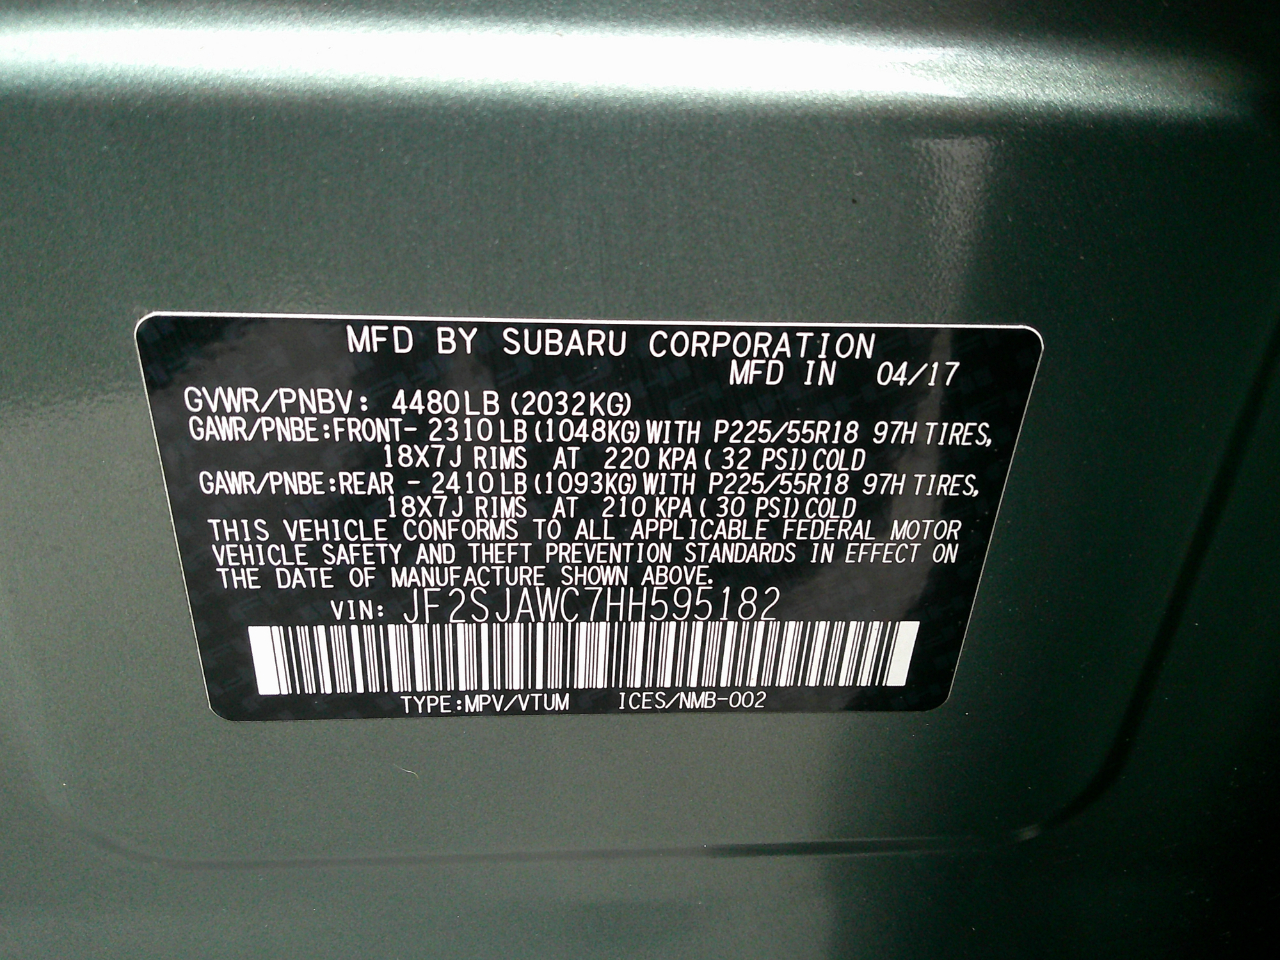 MFD BY SUBARU CORPORATION
MFD IN 04/17
GVWR/PNBV: 4480LB (2032KG)
GAWR/PNBE:FRONT- 2310LB (1048KG) WITH P225/55R18 97H TIRES,
18X7J RIMS AT 220 KPA ( 32 PSI) COLD
GAWR/PNBE:REAR - 2410LB (1093KG) WITH P225/55R18 97H TIRES,
18X7J RIMS AT 210 KPA ( 30 PSI) COLD
THIS VEHICLE CONFORMS TO ALL APPLICABLE FEDERAL MOTOR
VEHICLE SAFETY AND THEFT PREVENTION STANDARDS IN EFFECT ON
THE DATE OF MANUFACTURE SHOWN ABOVE.
VIN: JF2SJAWC7HH595182
TYPE:MPV/VTUM ICES/NMB-002